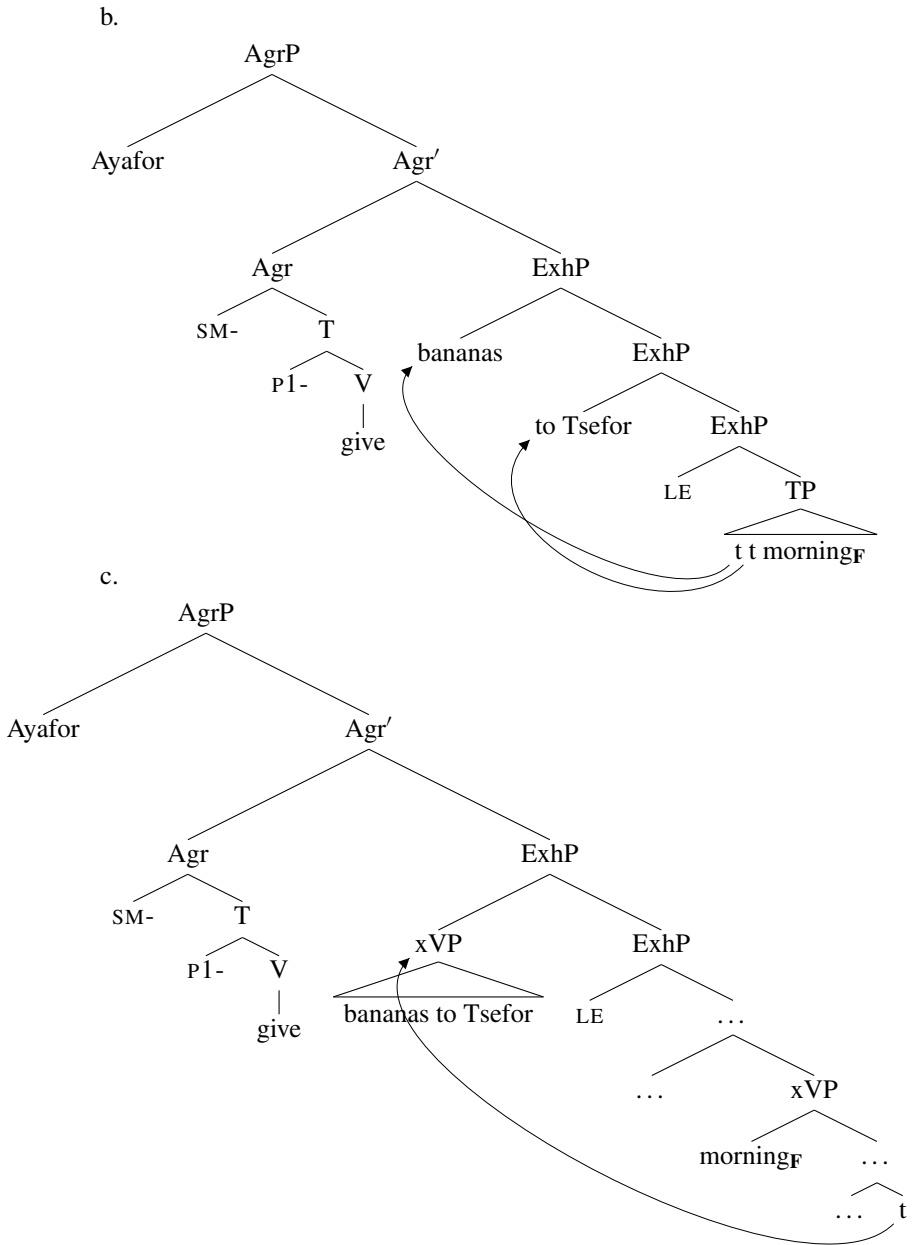 b.
AgrP
Ayafor Agr′
Agr ExhP
SM- T bananas ExhP
P1- V to Tsefor ExhP
give LE TP
t t morningF
c.
AgrP
Ayafor Agr′
Agr ExhP
SM- T xVP ExhP
P1- V bananas to Tsefor LE ...
give ... xVP
morningF ...
... t